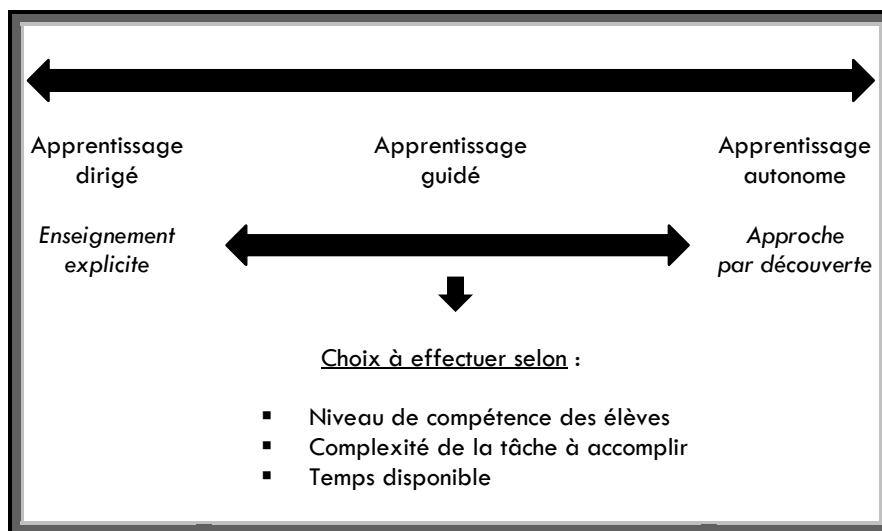 Apprentissage
dirigé
Apprentissage
guidé
Apprentissage
autonome
Enseignement
explicite
Approche
par découverte
Choix à effectuer selon :
▪ Niveau de compétence des élèves
▪ Complexité de la tâche à accomplir
▪ Temps disponible